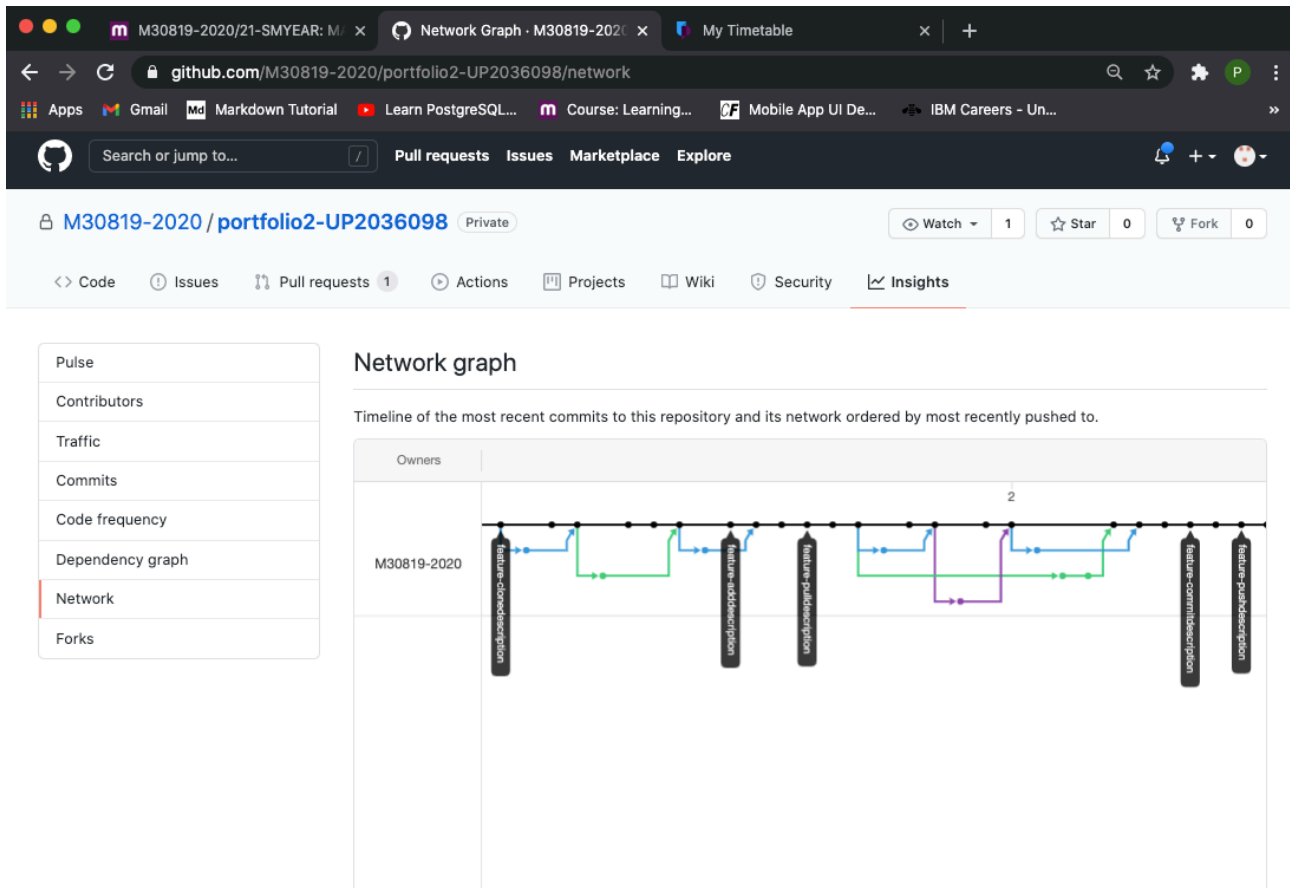 M30819-2020/21-SMYEAR: MA
Network Graph · M30819-2020
My Timetable
github.com/M30819-2020/portfolio2-UP2036098/network
P
Apps
Gmail
Md Markdown Tutorial
Learn PostgreSQL...
Course: Learning...
CF Mobile App UI De...
IBM Careers - Un...
»
Search or jump to...
/
Pull requests
Issues
Marketplace
Explore
M30819-2020 / portfolio2-UP2036098
Private
Watch 1
Star 0
Fork 0
Code
Issues
Pull requests 1
Actions
Projects
Wiki
Security
Insights
Pulse
Contributors
Traffic
Commits
Code frequency
Dependency graph
Network
Forks
Network graph
Timeline of the most recent commits to this repository and its network ordered by most recently pushed to.
Owners
2
M30819-2020
feature-clonedescription
feature-adddescription
feature-pulldescription
feature-commitdescription
feature-pushdescription